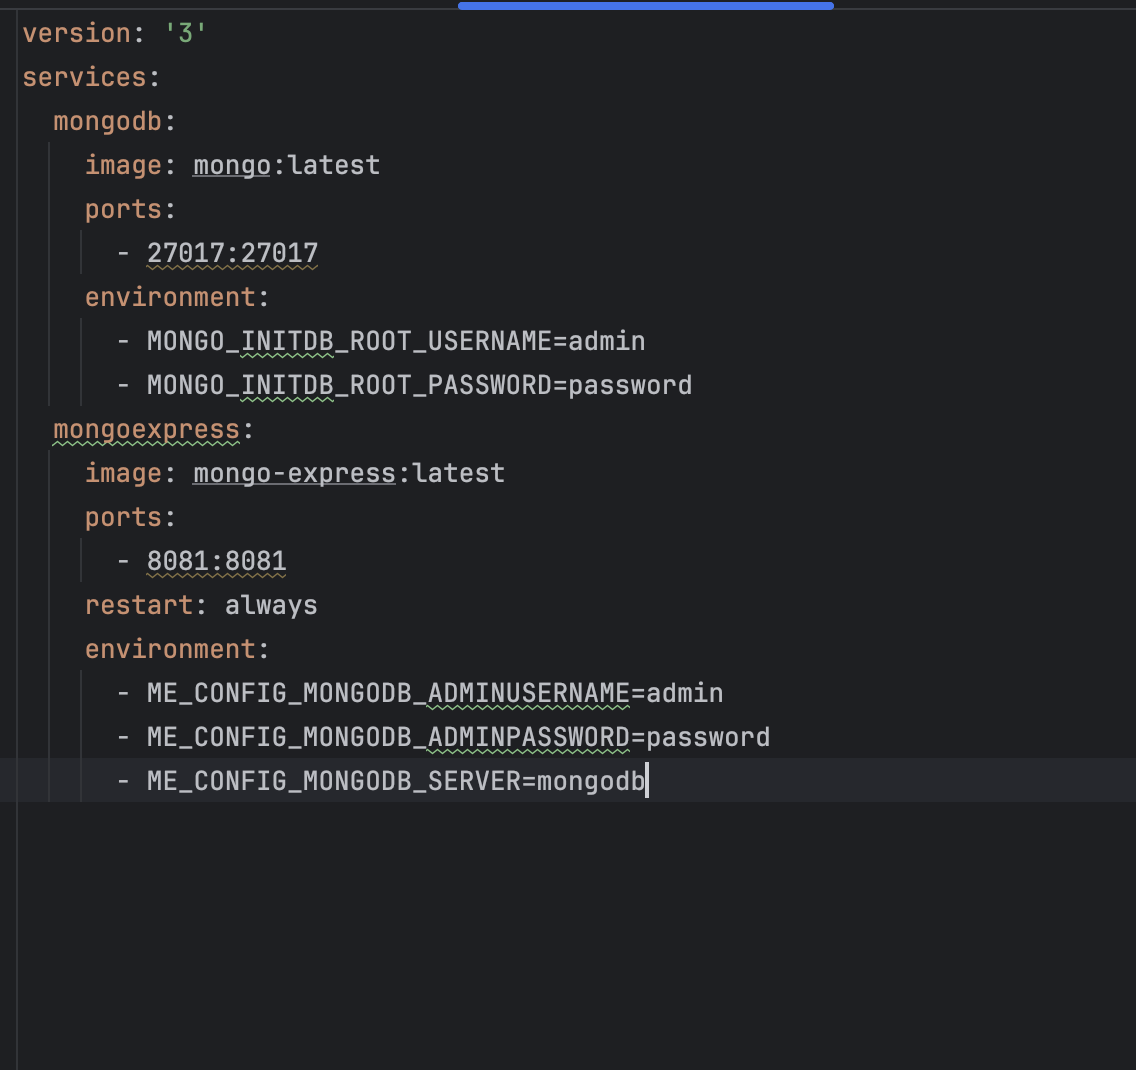 version: '3'
services:
  mongodb:
    image: mongo:latest
    ports:
      - 27017:27017
    environment:
      - MONGO_INITDB_ROOT_USERNAME=admin
      - MONGO_INITDB_ROOT_PASSWORD=password
  mongoexpress:
    image: mongo-express:latest
    ports:
      - 8081:8081
    restart: always
    environment:
      - ME_CONFIG_MONGODB_ADMINUSERNAME=admin
      - ME_CONFIG_MONGODB_ADMINPASSWORD=password
      - ME_CONFIG_MONGODB_SERVER=mongodb